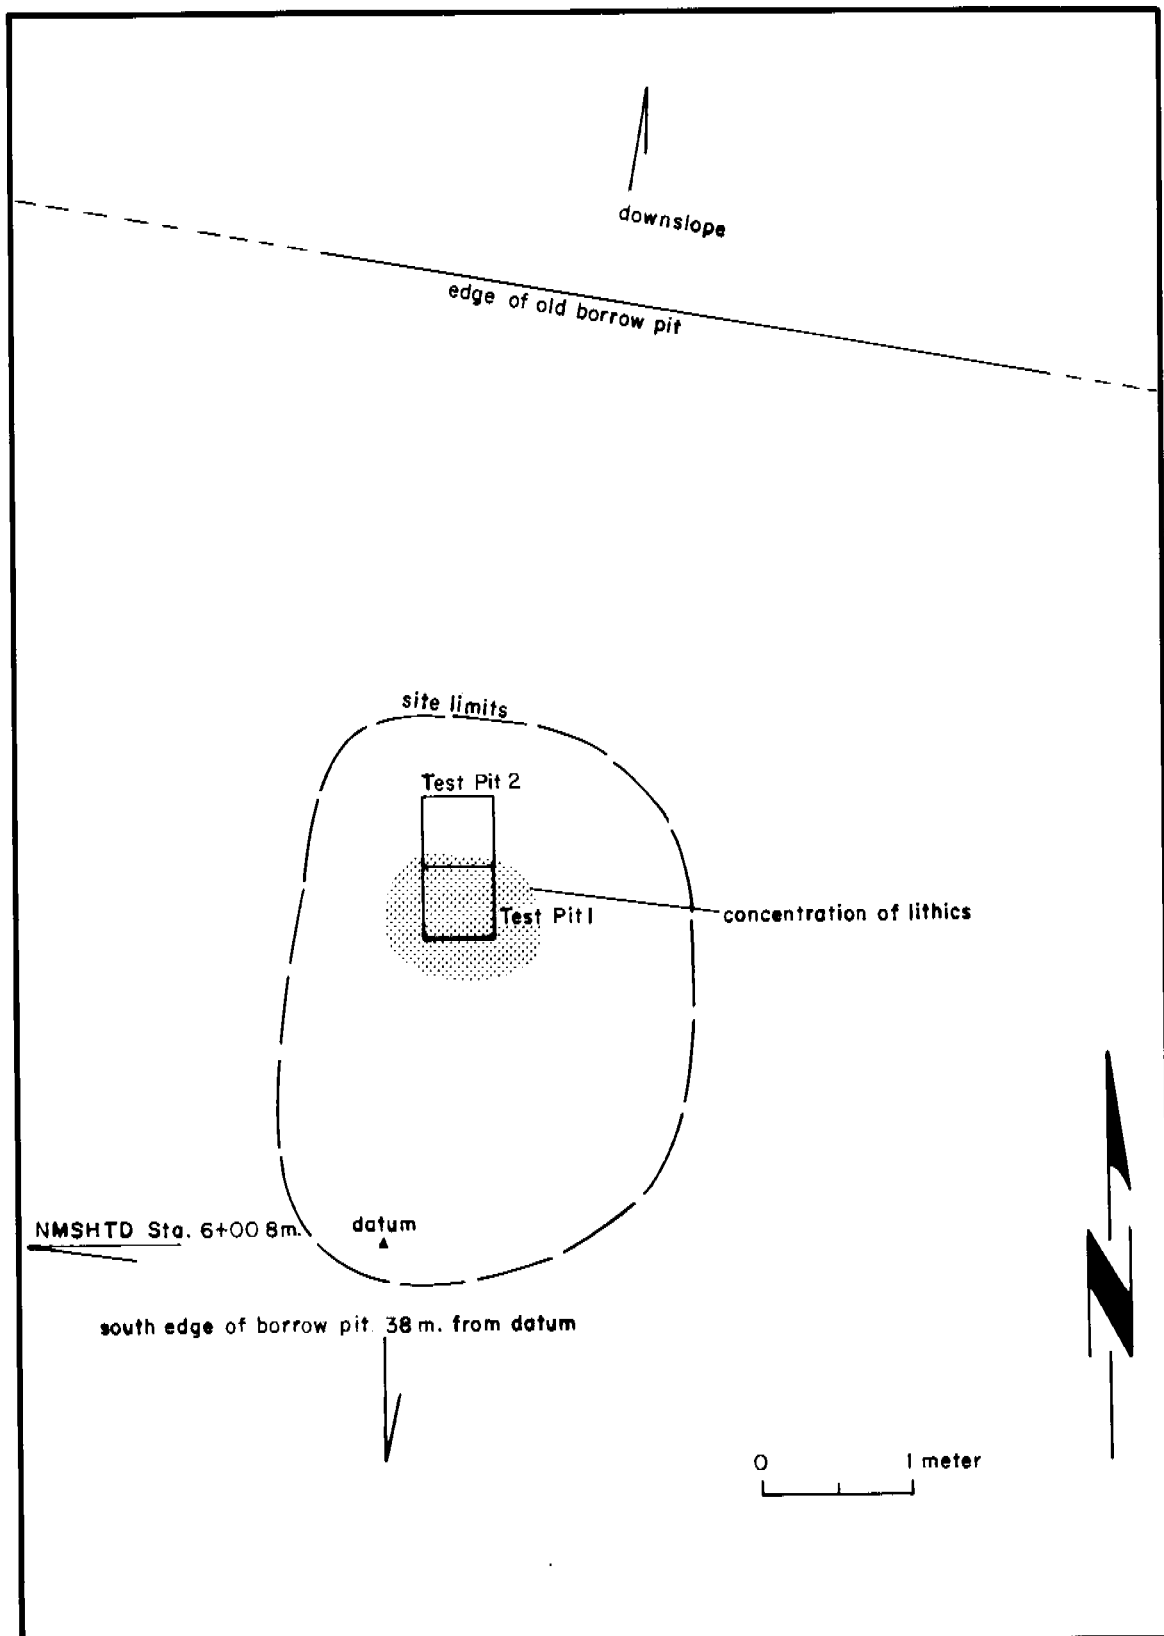 downslope
edge of old borrow pit
site limits
Test Pit 2
Test Pit 1
concentration of lithics
NMSHTD Sta. 6+00 8m.
datum
south edge of borrow pit 38 m. from datum
N
0 1 meter